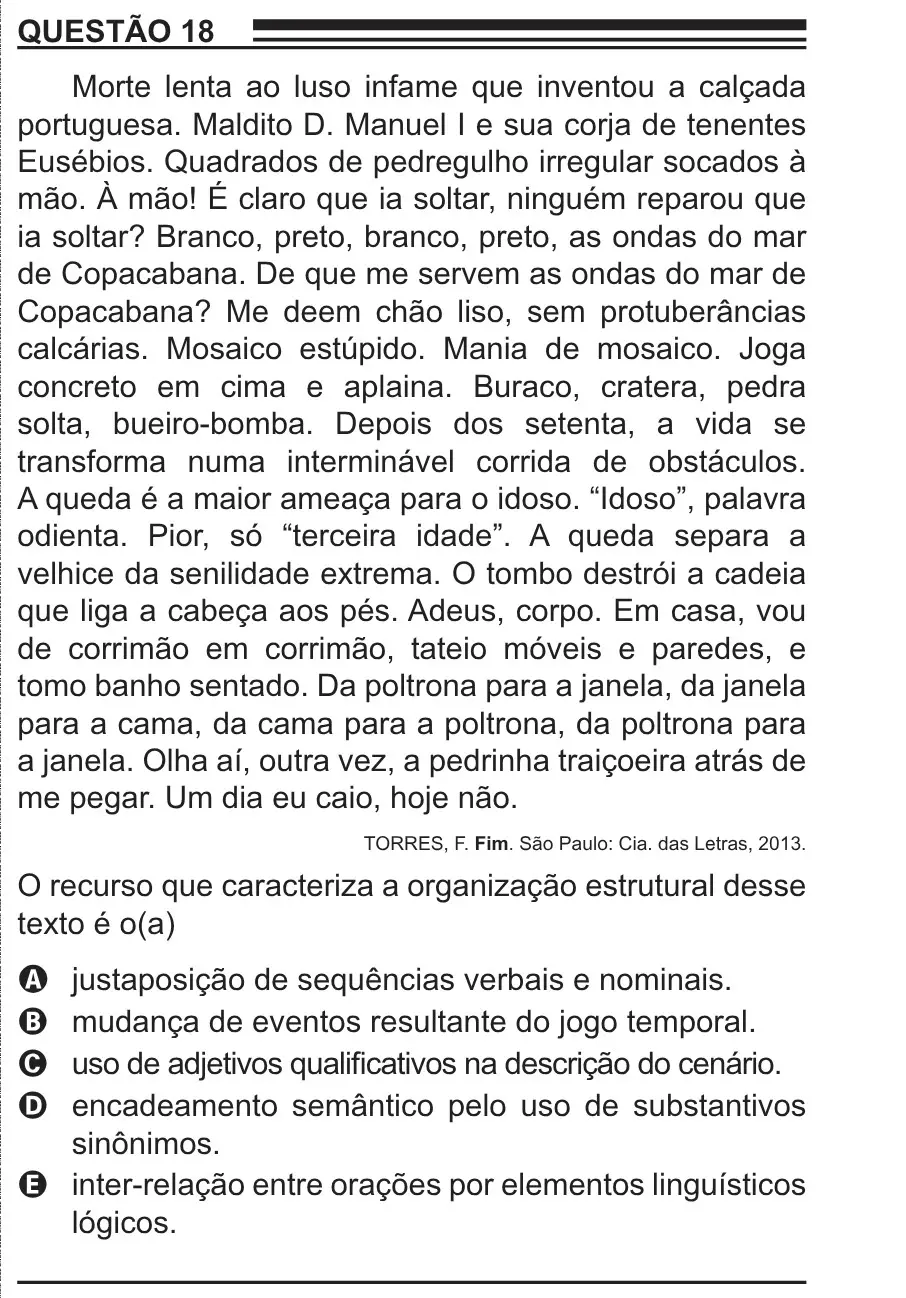 QUESTÃO 18
Morte lenta ao luso infame que inventou a calçada
portuguesa. Maldito D. Manuel I e sua corja de tenentes
Eusébios. Quadrados de pedregulho irregular socados à
mão. À mão! É claro que ia soltar, ninguém reparou que
ia soltar? Branco, preto, branco, preto, as ondas do mar
de Copacabana. De que me servem as ondas do mar de
Copacabana? Me deem chão liso, sem protuberâncias
calcárias. Mosaico estúpido. Mania de mosaico. Joga
concreto em cima e aplaina. Buraco, cratera, pedra
solta, bueiro-bomba. Depois dos setenta, a vida se
transforma numa interminável corrida de obstáculos.
A queda é a maior ameaça para o idoso. “Idoso”, palavra
odienta. Pior, só “terceira idade”. A queda separa a
velhice da senilidade extrema. O tombo destrói a cadeia
que liga a cabeça aos pés. Adeus, corpo. Em casa, vou
de corrimão em corrimão, tateio móveis e paredes, e
tomo banho sentado. Da poltrona para a janela, da janela
para a cama, da cama para a poltrona, da poltrona para
a janela. Olha aí, outra vez, a pedrinha traiçoeira atrás de
me pegar. Um dia eu caio, hoje não.
TORRES, F. Fim. São Paulo: Cia. das Letras, 2013.
O recurso que caracteriza a organização estrutural desse
texto é o(a)
A justaposição de sequências verbais e nominais.
B mudança de eventos resultante do jogo temporal.
C uso de adjetivos qualificativos na descrição do cenário.
D encadeamento semântico pelo uso de substantivos
sinônimos.
E inter-relação entre orações por elementos linguísticos
lógicos.